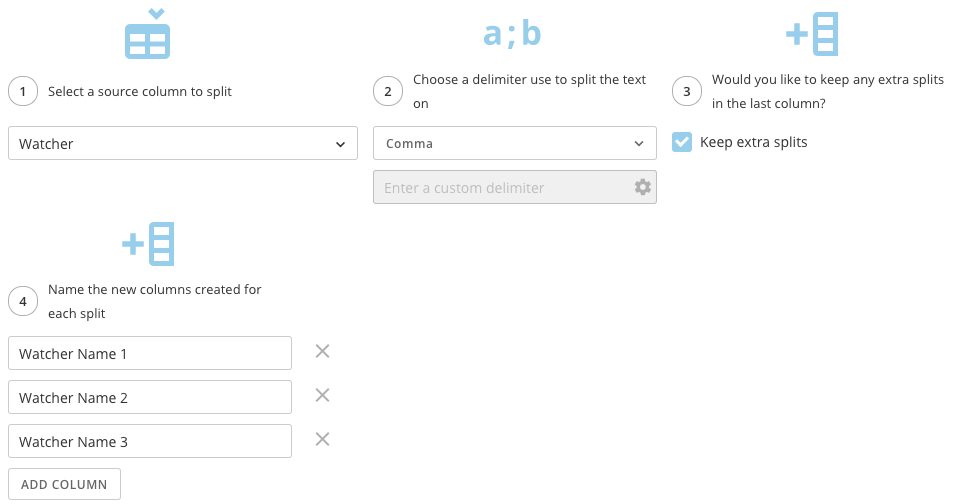 a;b
1
Select a source column to split
Watcher
2
Choose a delimiter use to split the text
on
Comma
Enter a custom delimiter
3
Would you like to keep any extra splits
in the last column?
Keep extra splits
4
Name the new columns created for
each split
Watcher Name 1
Watcher Name 2
Watcher Name 3
ADD COLUMN